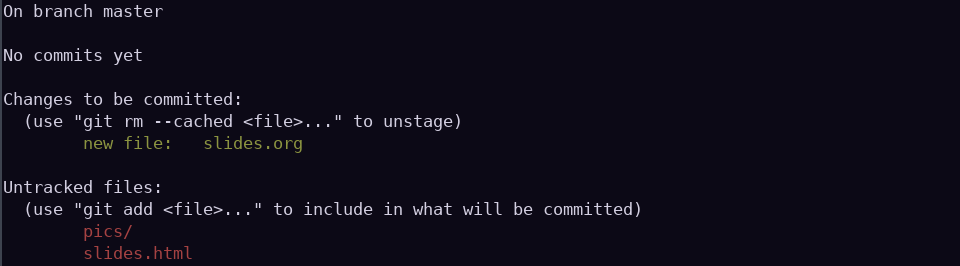 On branch master

No commits yet

Changes to be committed:
  (use "git rm --cached <file>..." to unstage)
        new file:   slides.org

Untracked files:
  (use "git add <file>..." to include in what will be committed)
        pics/
        slides.html